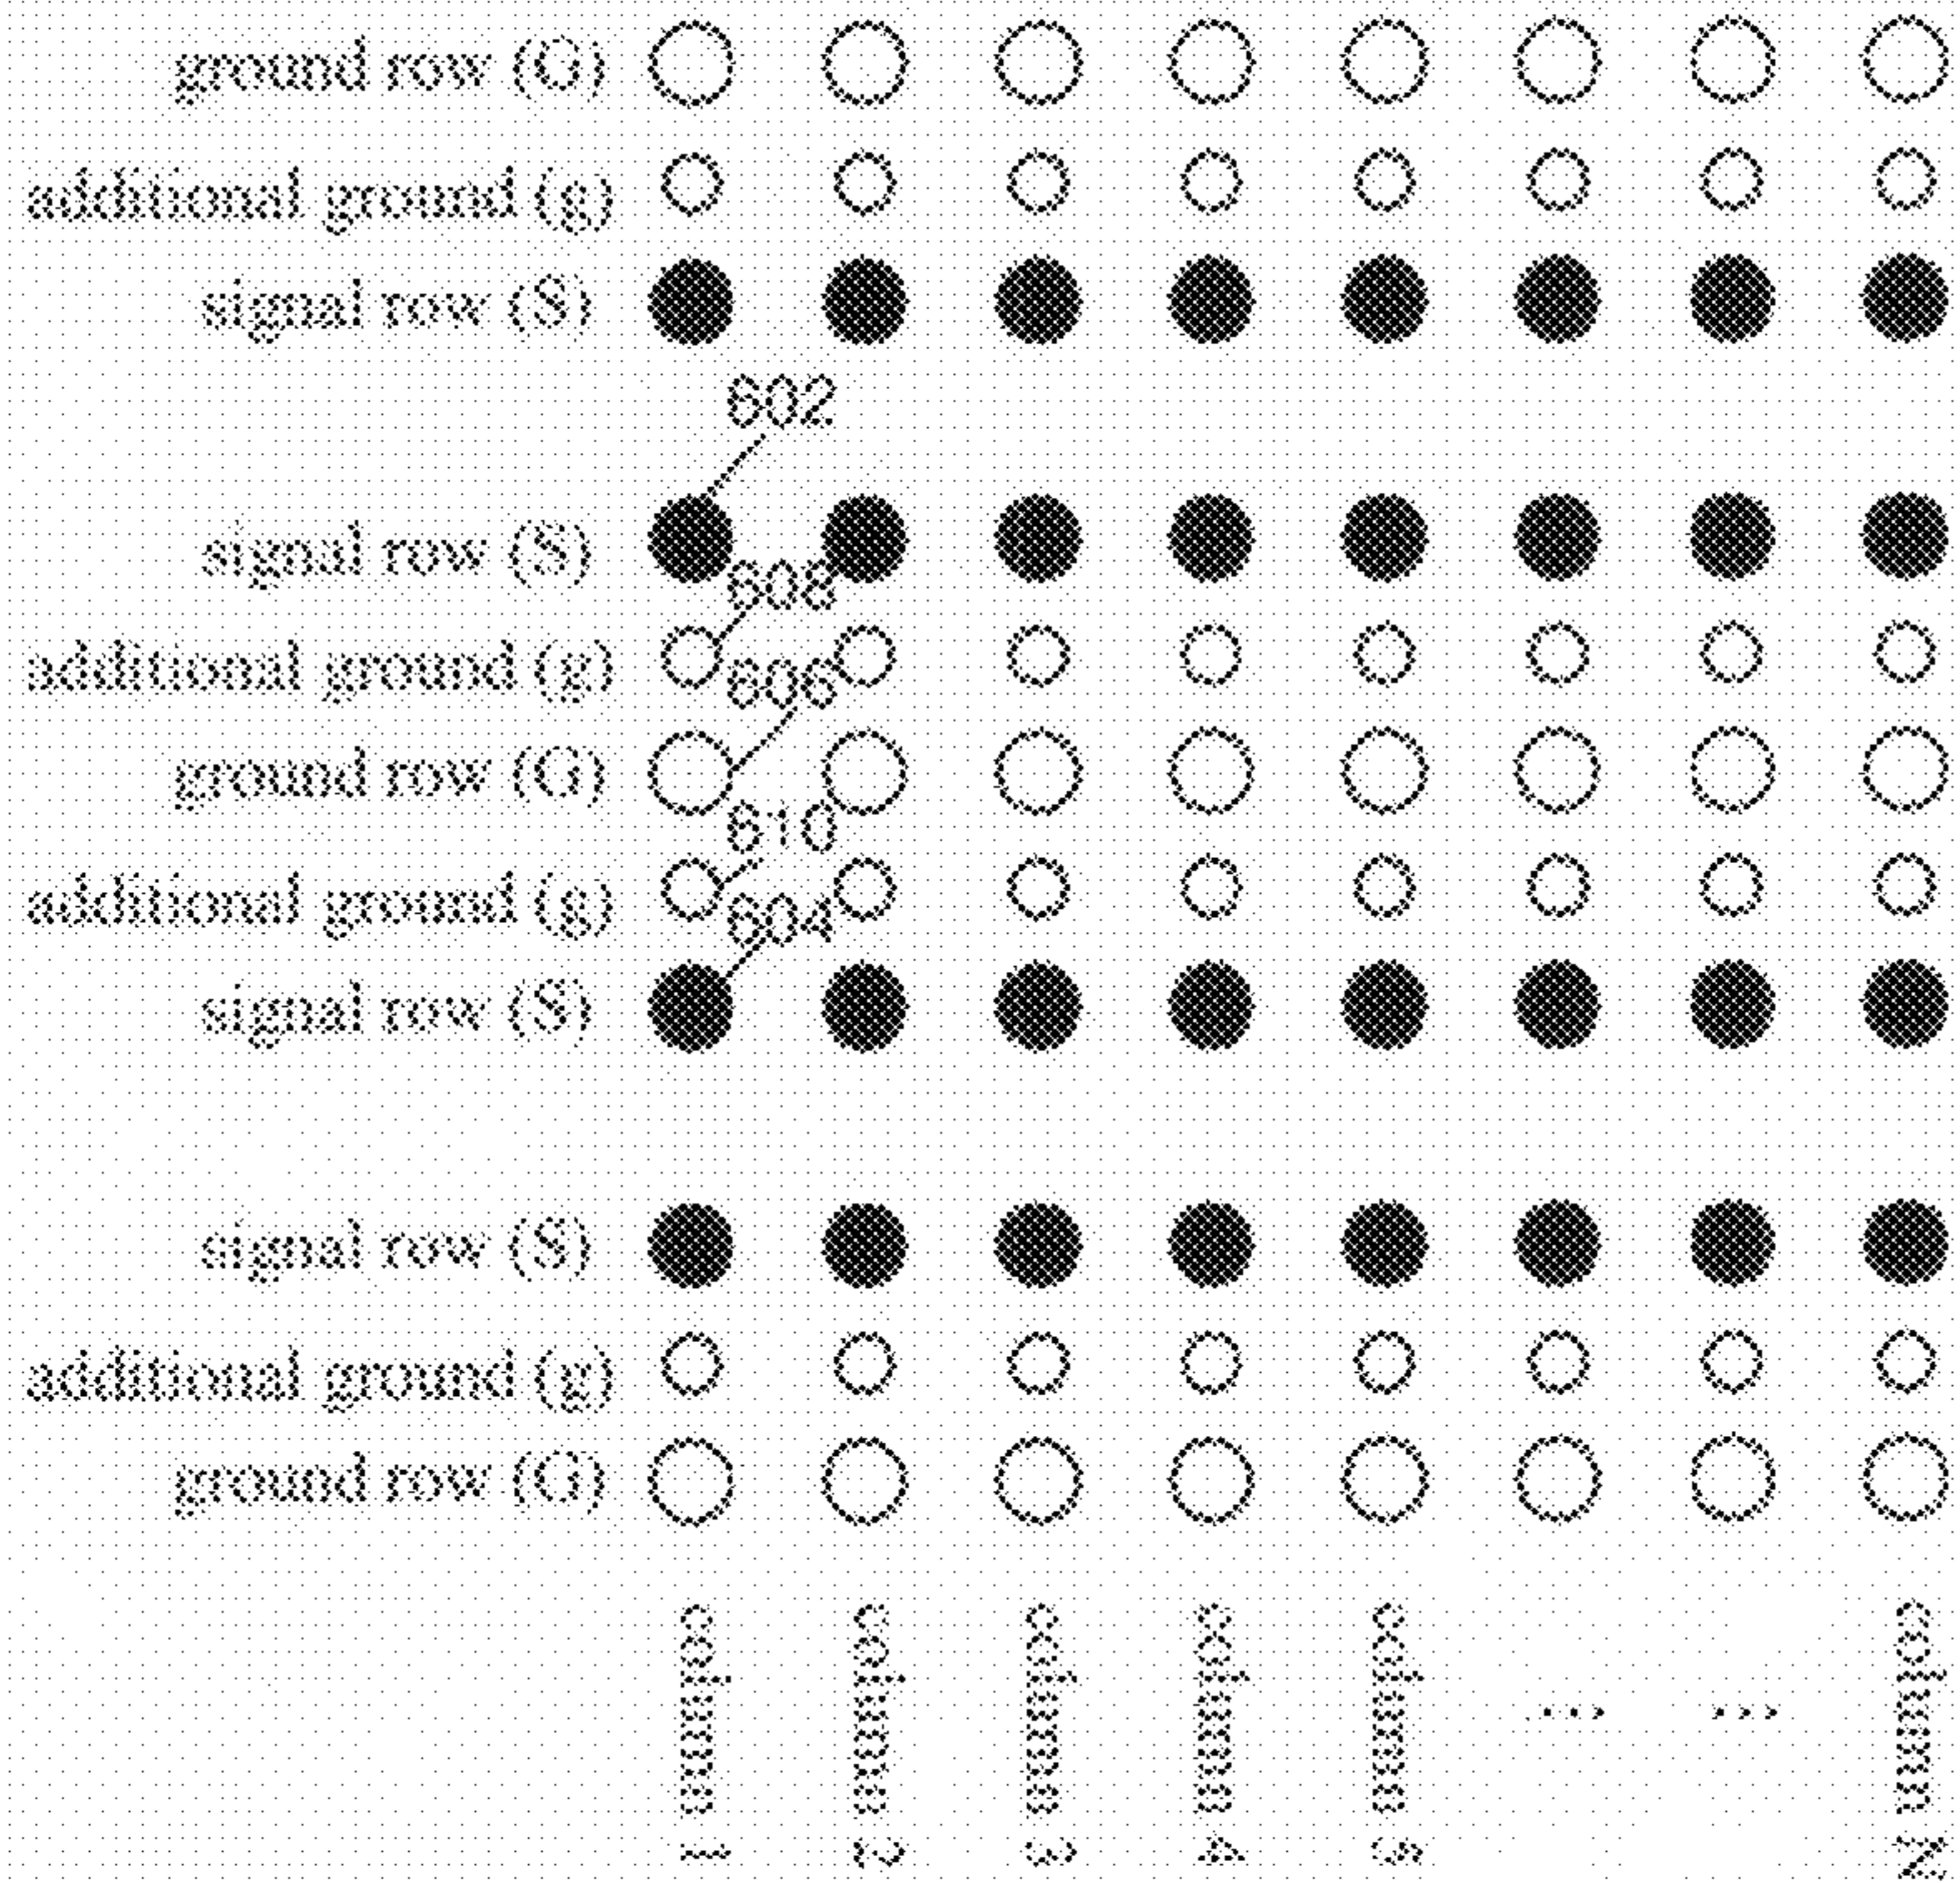 ground row (G)
additional ground (g)
signal row (S)
602
signal row (S)
608
additional ground (g)
606
ground row (G)
610
additional ground (g)
604
signal row (S)
signal row (S)
additional ground (g)
ground row (G)
column 1
column 2
column 3
column 4
column 5
...
...
column N